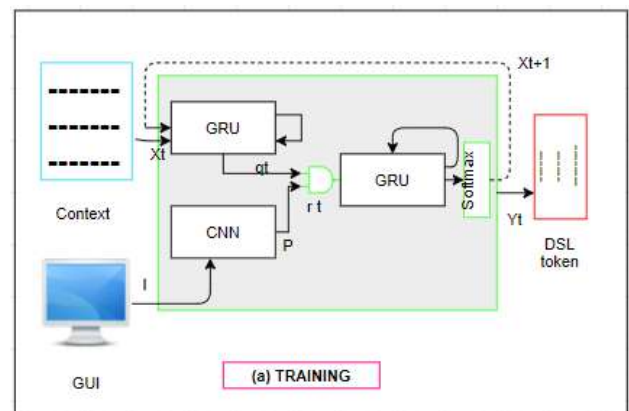 Xt+1
GRU
Xt
qt
GRU
Softmax
r t
Context
CNN
P
Yt
DSL
token
I
GUI
(a) TRAINING